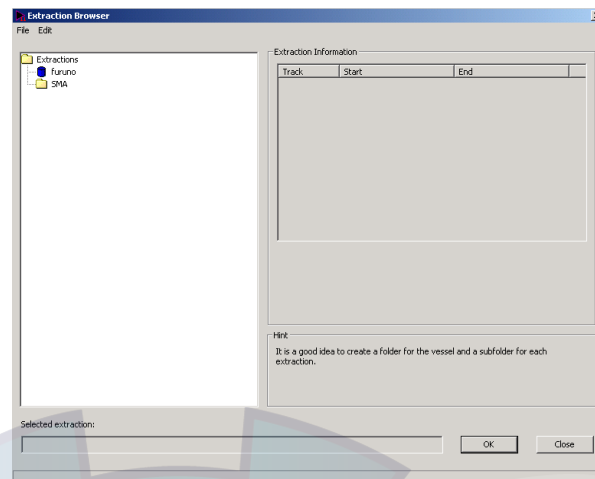 Extraction Browser
File Edit
Extractions
furuno
SMA
Extraction Information
Track Start End
Hint
It is a good idea to create a folder for the vessel and a subfolder for each
extraction.
Selected extraction:
OK Close